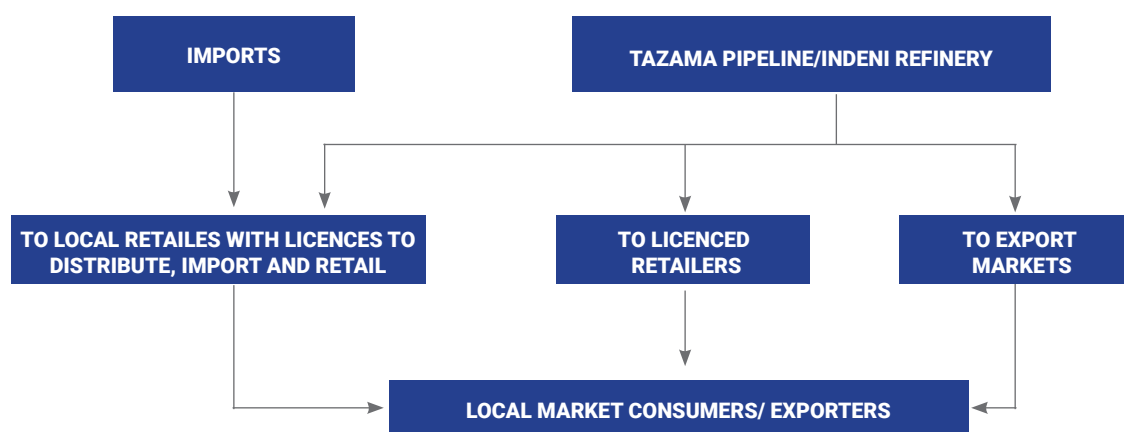 IMPORTS
TAZAMA PIPELINE/INDENI REFINERY
TO LOCAL RETAILES WITH LICENCES TO
DISTRIBUTE, IMPORT AND RETAIL
TO LICENCED
RETAILERS
TO EXPORT
MARKETS
LOCAL MARKET CONSUMERS/ EXPORTERS